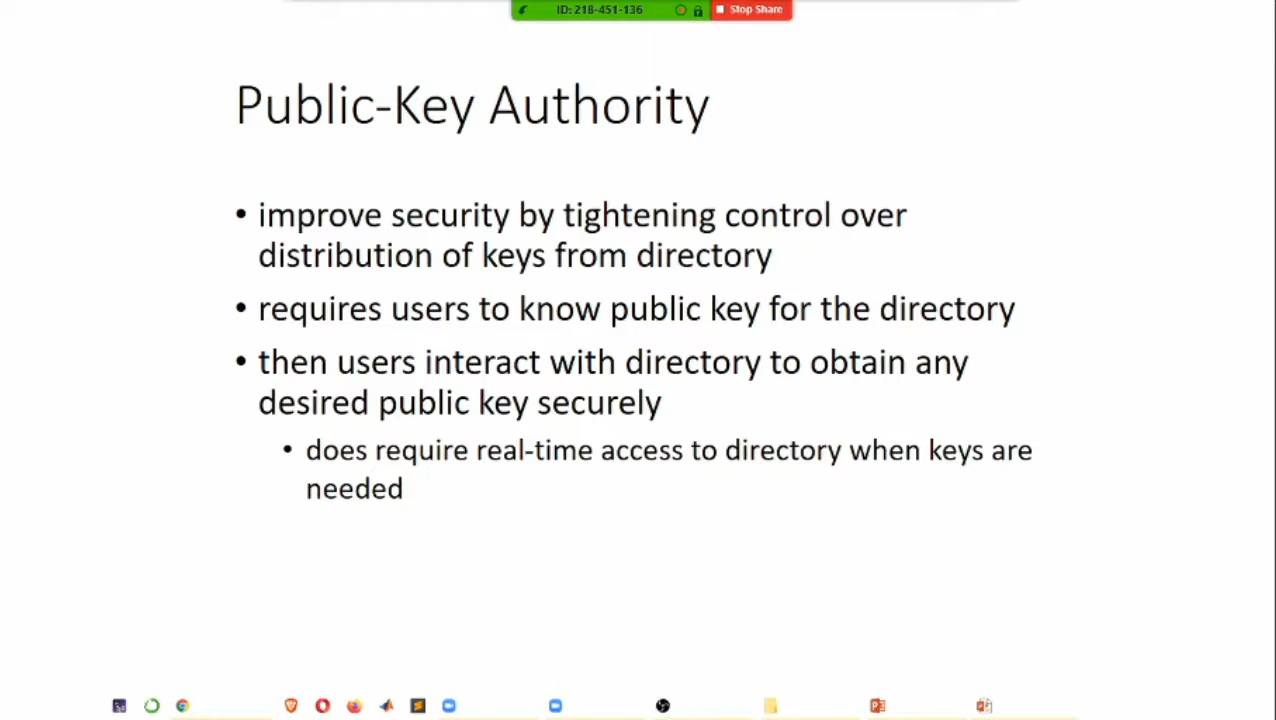 ID: 218-451-136
Stop Share
Public-Key Authority
• improve security by tightening control over
distribution of keys from directory
• requires users to know public key for the directory
• then users interact with directory to obtain any
desired public key securely
• does require real-time access to directory when keys are
needed